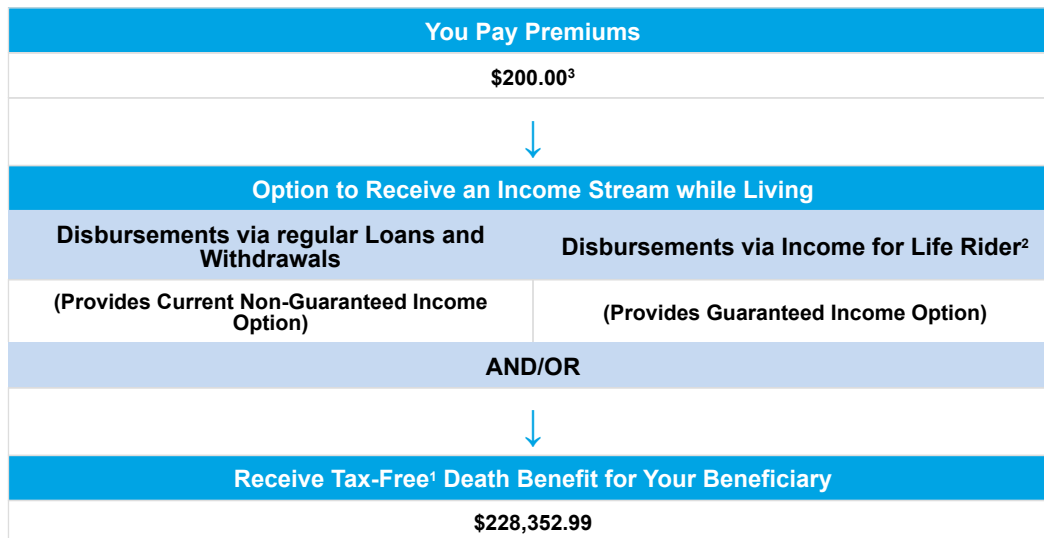 You Pay Premiums
$200.00³
Option to Receive an Income Stream while Living
Disbursements via regular Loans and
Withdrawals
Disbursements via Income for Life Rider²
(Provides Current Non-Guaranteed Income
Option)
(Provides Guaranteed Income Option)
AND/OR
Receive Tax-Free¹ Death Benefit for Your Beneficiary
$228,352.99